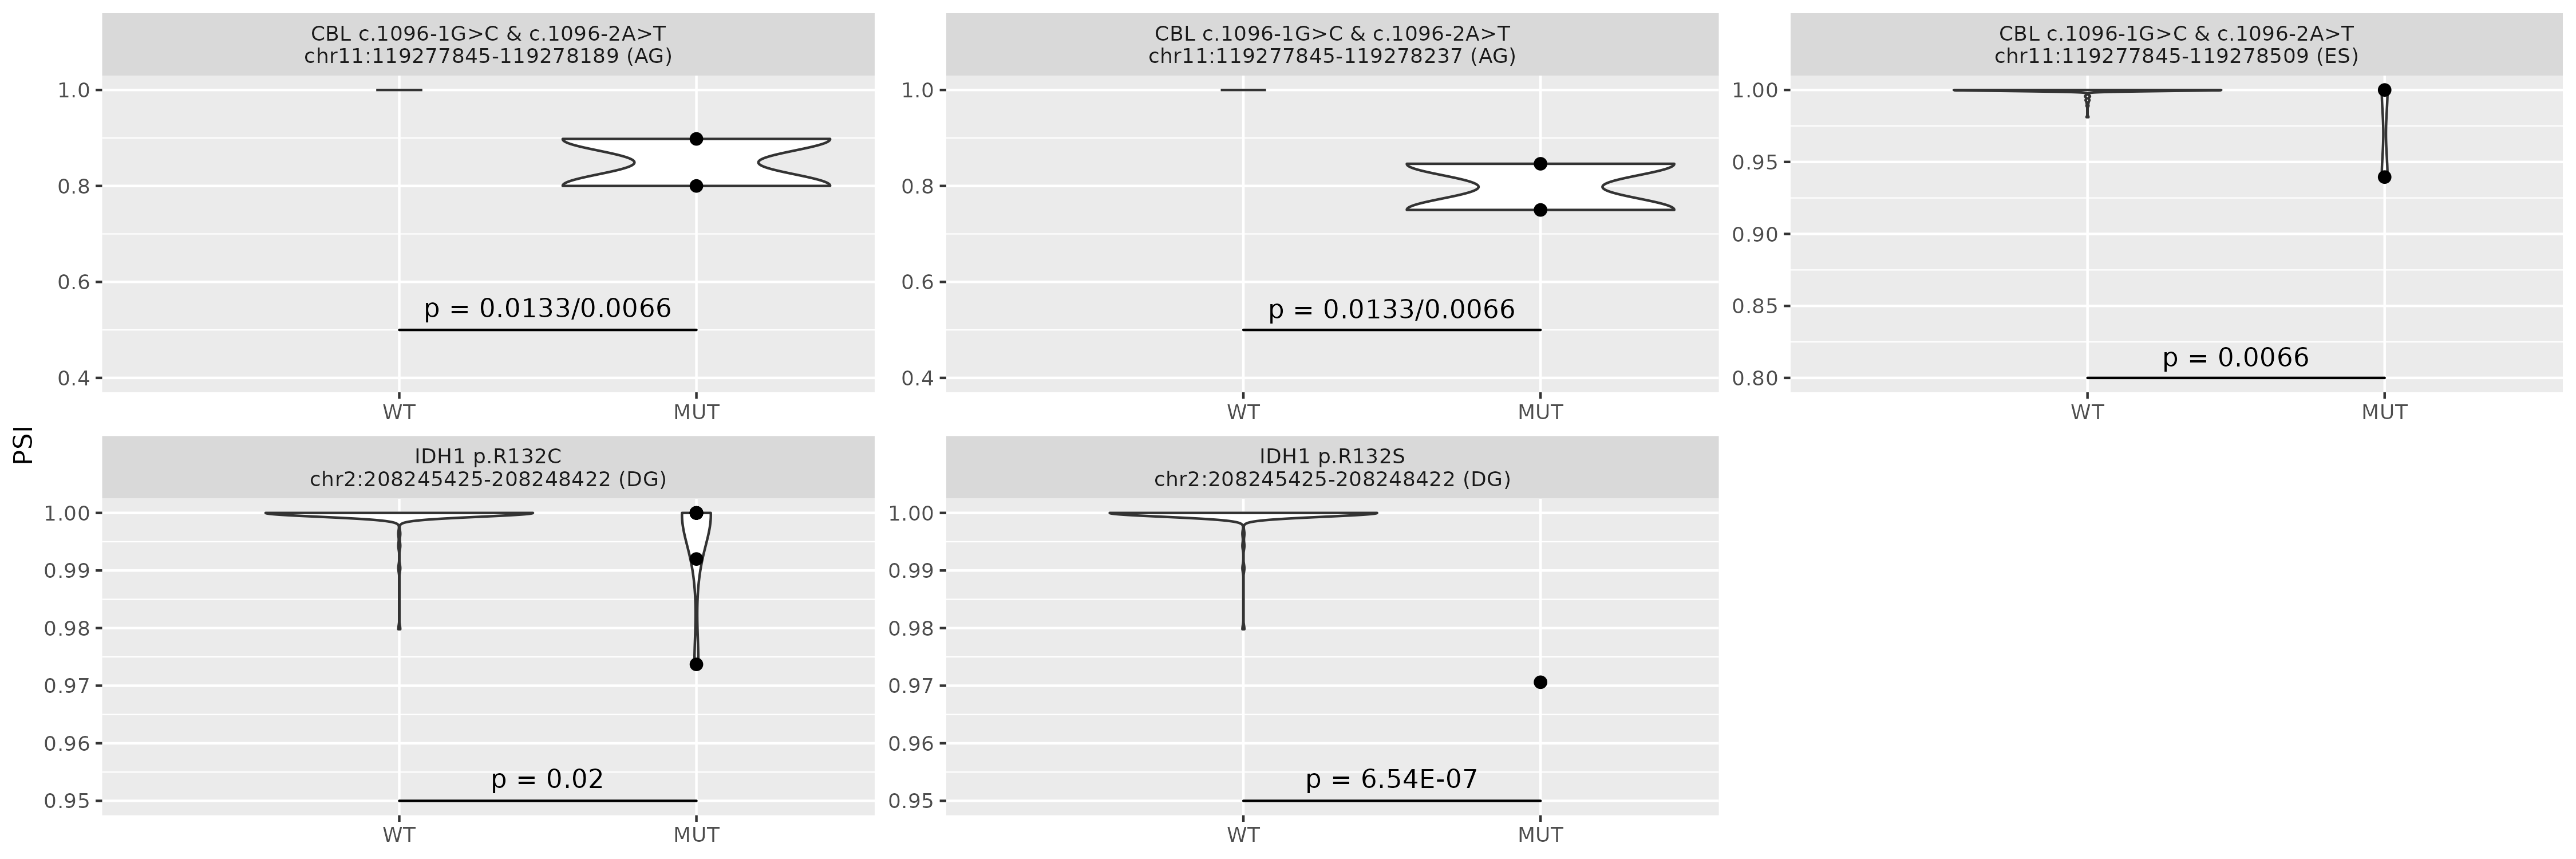 PSI
CBL c.1096-1G>C & c.1096-2A>T
chr11:119277845-119278189 (AG)
1.0
0.8
0.6
0.4
p = 0.0133/0.0066
WT
MUT
CBL c.1096-1G>C & c.1096-2A>T
chr11:119277845-119278237 (AG)
1.0
0.8
0.6
0.4
p = 0.0133/0.0066
WT
MUT
CBL c.1096-1G>C & c.1096-2A>T
chr11:119277845-119278509 (ES)
1.00
0.95
0.90
0.85
0.80
p = 0.0066
WT
MUT
IDH1 p.R132C
chr2:208245425-208248422 (DG)
1.00
0.99
0.98
0.97
0.96
0.95
p = 0.02
WT
MUT
IDH1 p.R132S
chr2:208245425-208248422 (DG)
1.00
0.99
0.98
0.97
0.96
0.95
p = 6.54E-07
WT
MUT